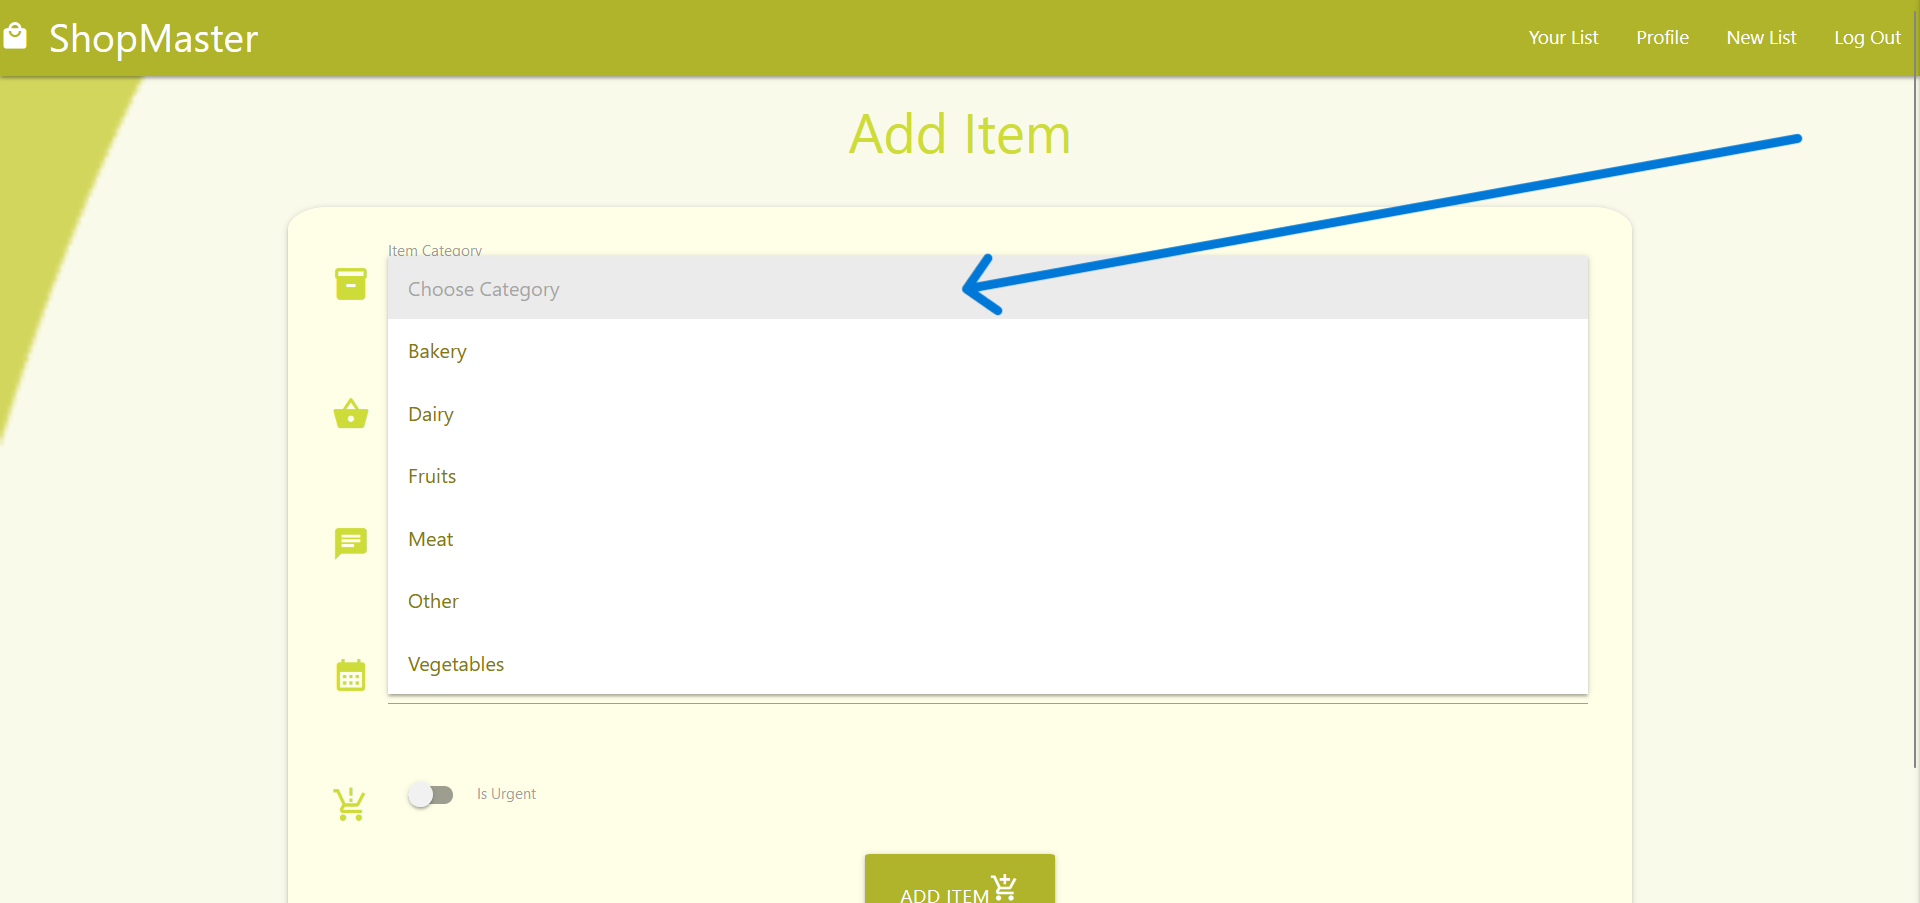 ShopMaster
Your List Profile New List Log Out
Add Item
Item Category
Choose Category
Bakery
Dairy
Fruits
Meat
Other
Vegetables
Is Urgent
ADD ITEM